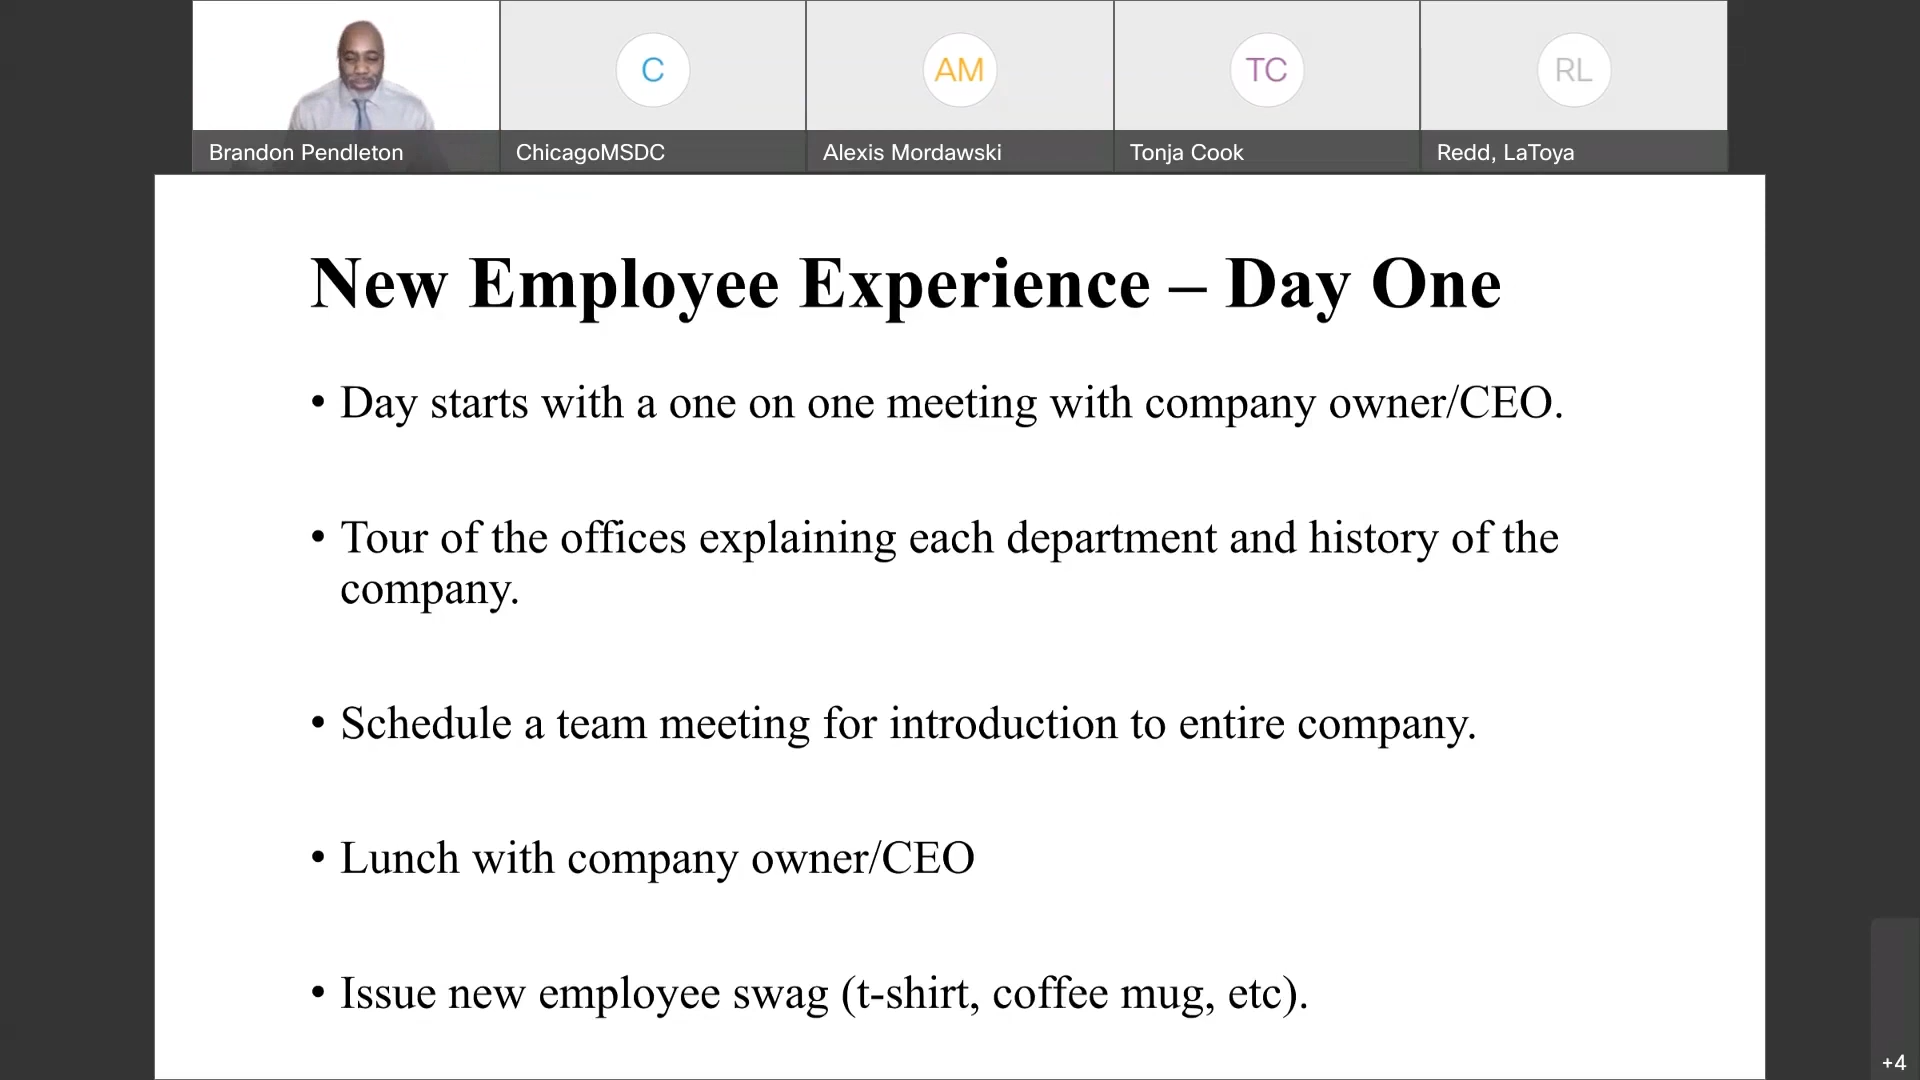 C
AM
TC
RL
Brandon Pendleton
ChicagoMSDC
Alexis Mordawski
Tonja Cook
Redd, LaToya
New Employee Experience – Day One
• Day starts with a one on one meeting with company owner/CEO.
• Tour of the offices explaining each department and history of the
company.
• Schedule a team meeting for introduction to entire company.
• Lunch with company owner/CEO
• Issue new employee swag (t-shirt, coffee mug, etc).
+4